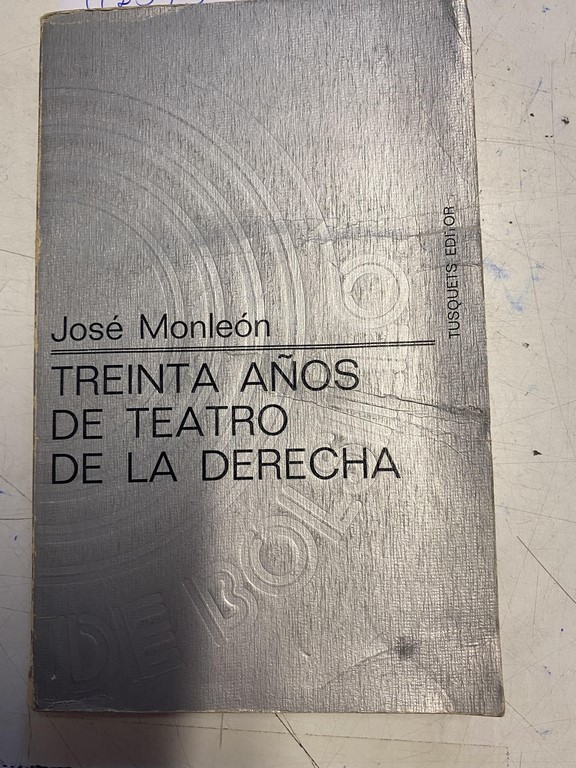 José Monleón
TREINTA AÑOS
DE TEATRO
DE LA DERECHA
TUSQUETS EDITOR
DE BOLSILLO